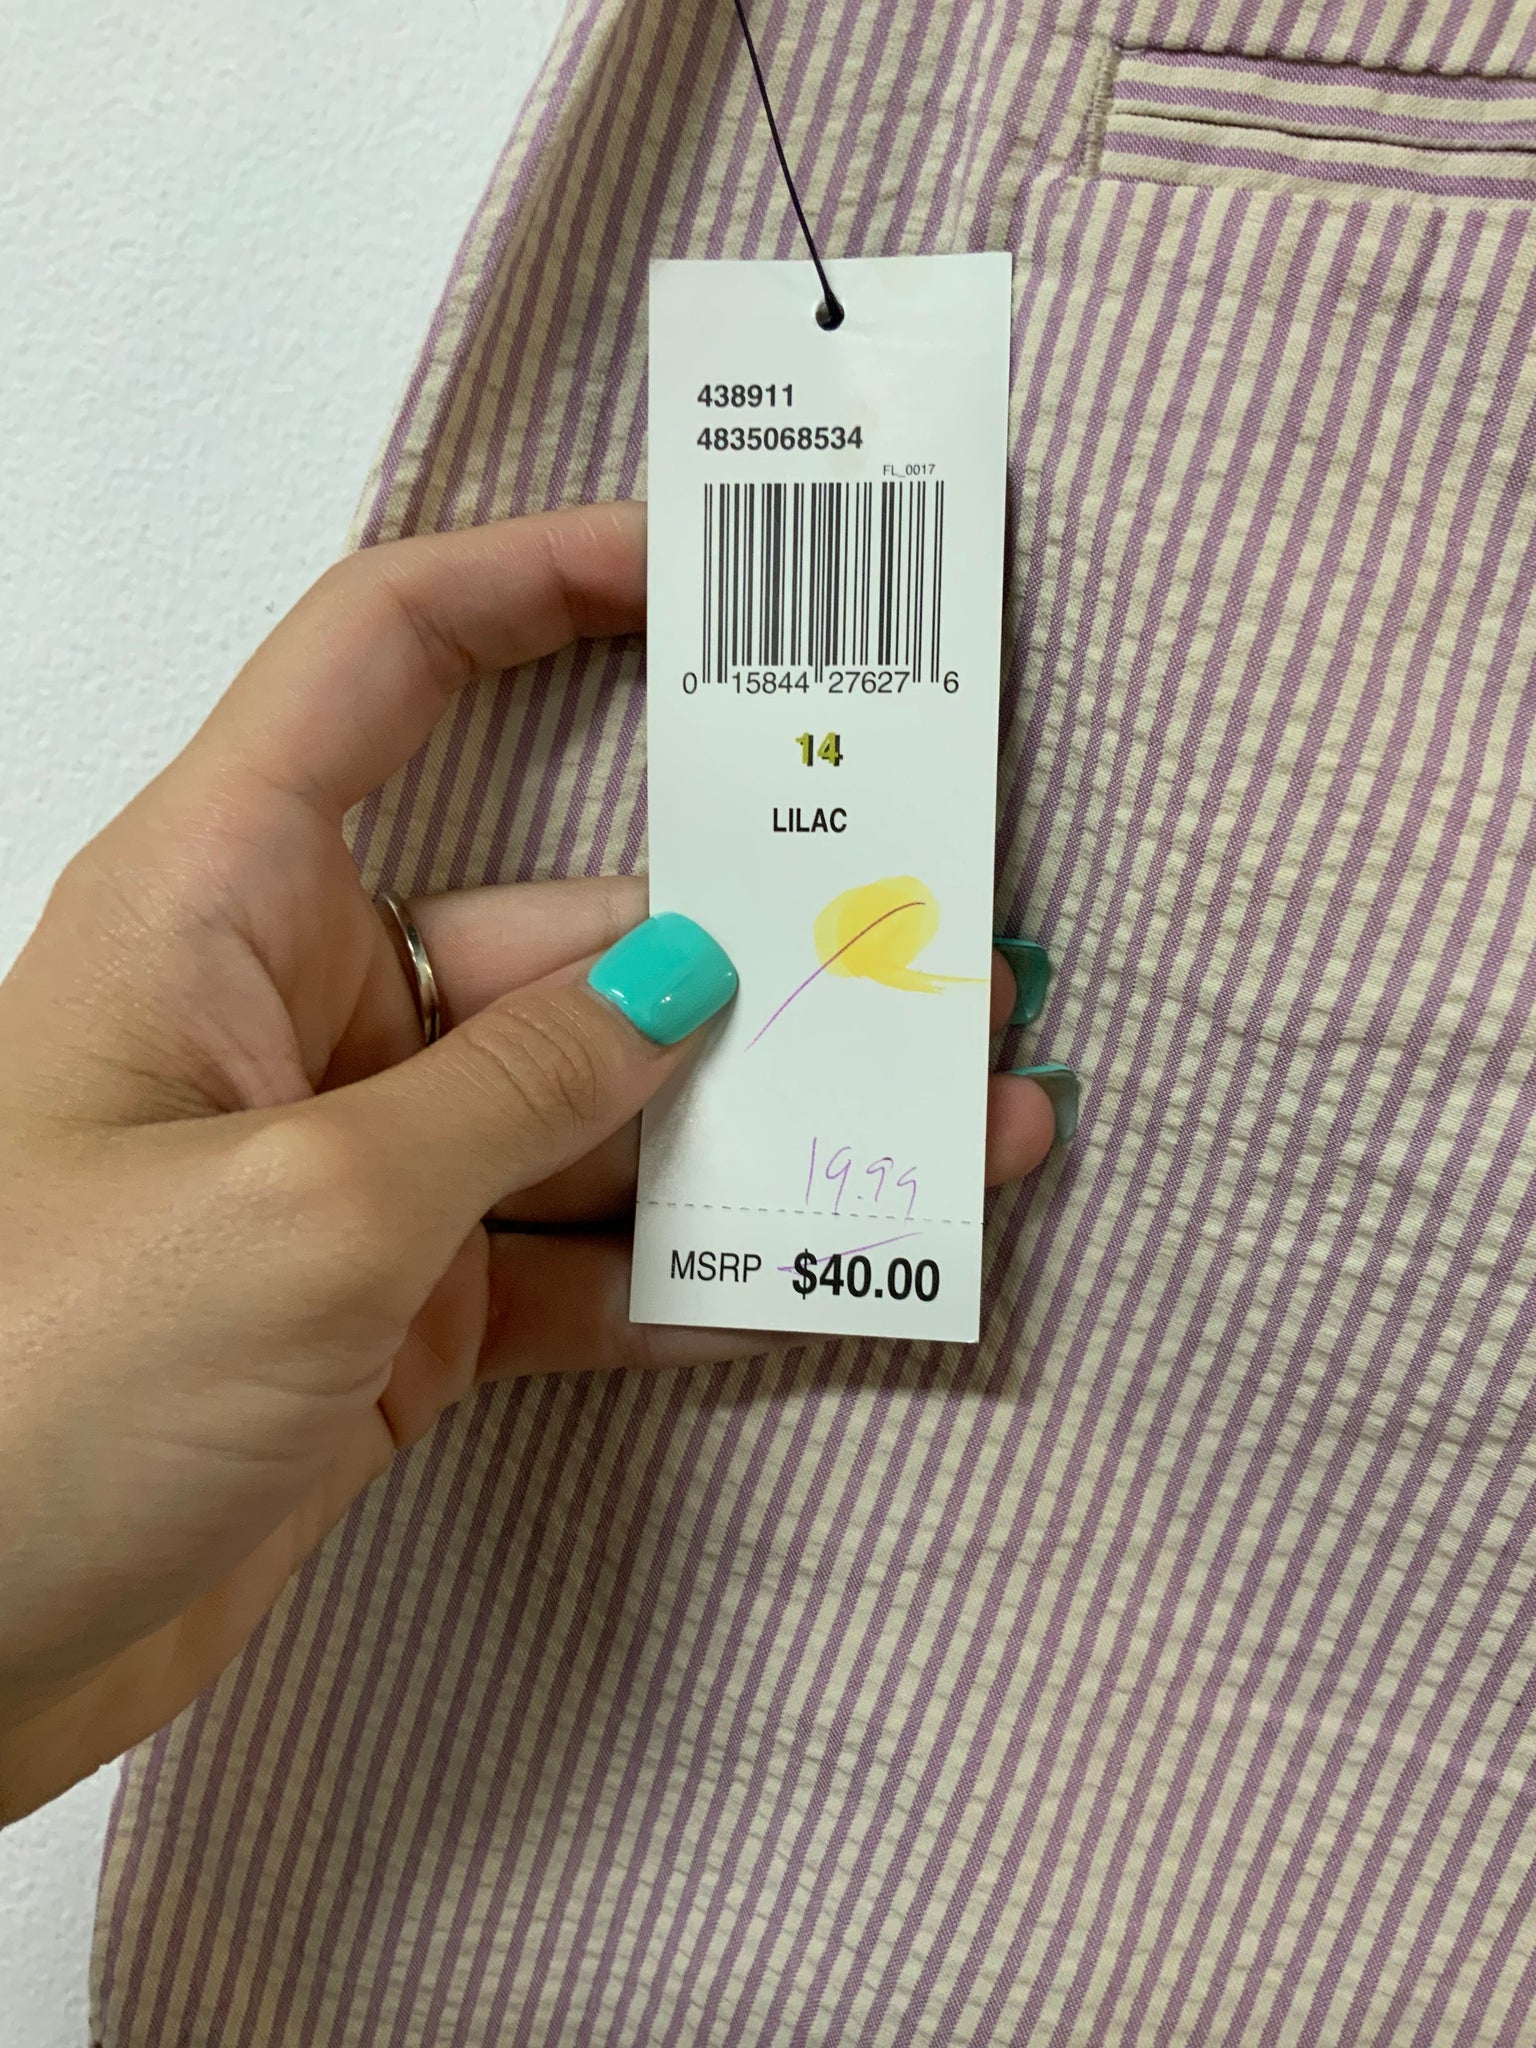 438911
4835068534
FL_0017
0 15844 27627 6
14
LILAC
19.99
MSRP $40.00